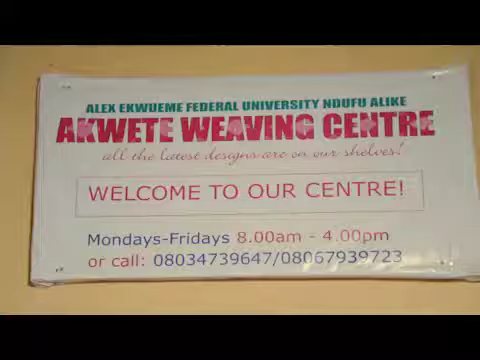 ALEX EKWUEME FEDERAL UNIVERSITY NDUFU ALIKE
AKWETE WEAVING CENTRE
all the latest designs are on our shelves!
WELCOME TO OUR CENTRE!
Mondays-Fridays 8.00am - 4.00pm
or call: 08034739647/08067939723